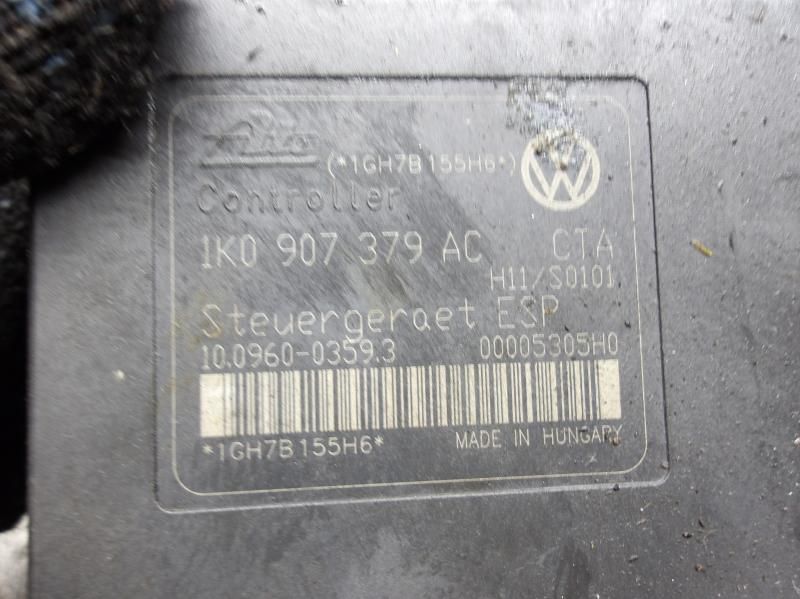 Ate (*1GH7B155H6*)
Controller
1K0 907 379 AC CTA
H11/S0101
Steuergeraet ESP
10.0960-0359.3 00005305H0
*1GH7B155H6* MADE IN HUNGARY